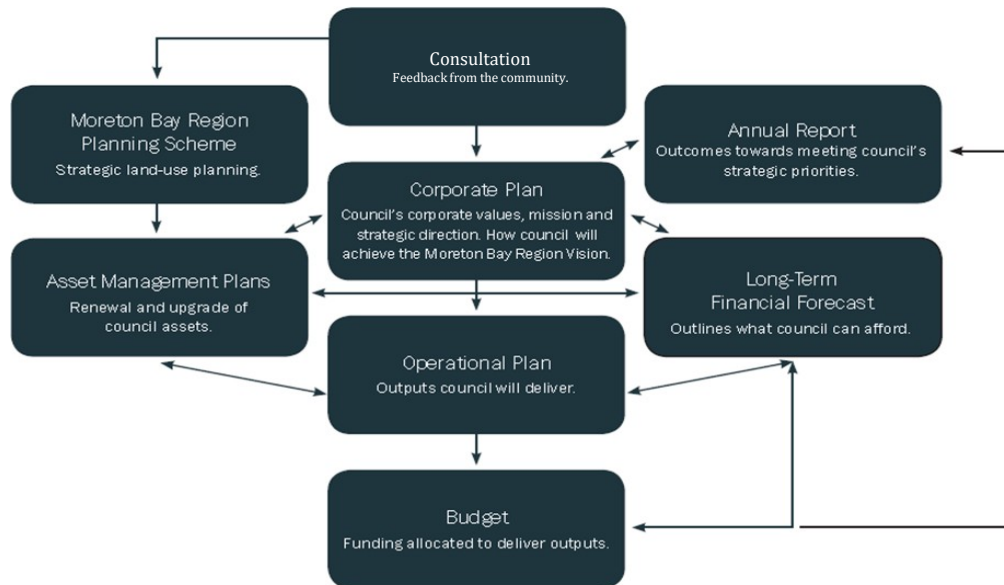 Consultation
Feedback from the community.
Moreton Bay Region
Planning Scheme
Strategic land-use planning.
Annual Report
Outcomes towards meeting council's
strategic priorities.
Corporate Plan
Council's corporate values, mission and
strategic direction. How council will
achieve the Moreton Bay Region Vision.
Asset Management Plans
Renewal and upgrade of
council assets.
Long-Term
Financial Forecast
Outlines what council can afford.
Operational Plan
Outputs council will deliver.
Budget
Funding allocated to deliver outputs.